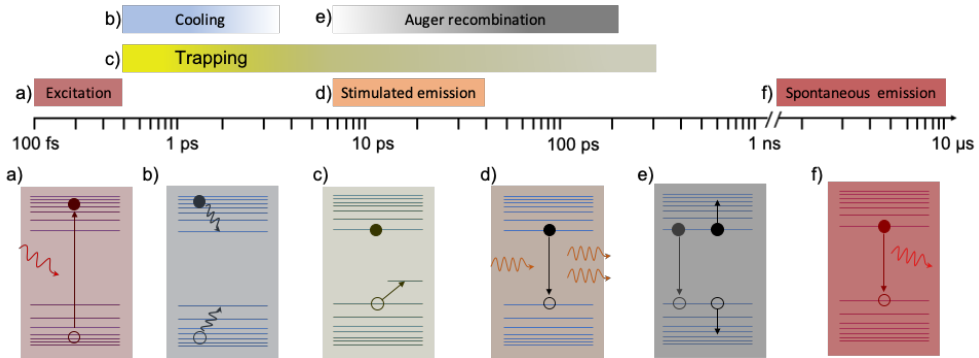 b) Cooling e) Auger recombination
c) Trapping
a) Excitation d) Stimulated emission f) Spontaneous emission
100 fs 1 ps 10 ps 100 ps 1 ns 10 µs
a) b) c) d) e) f)